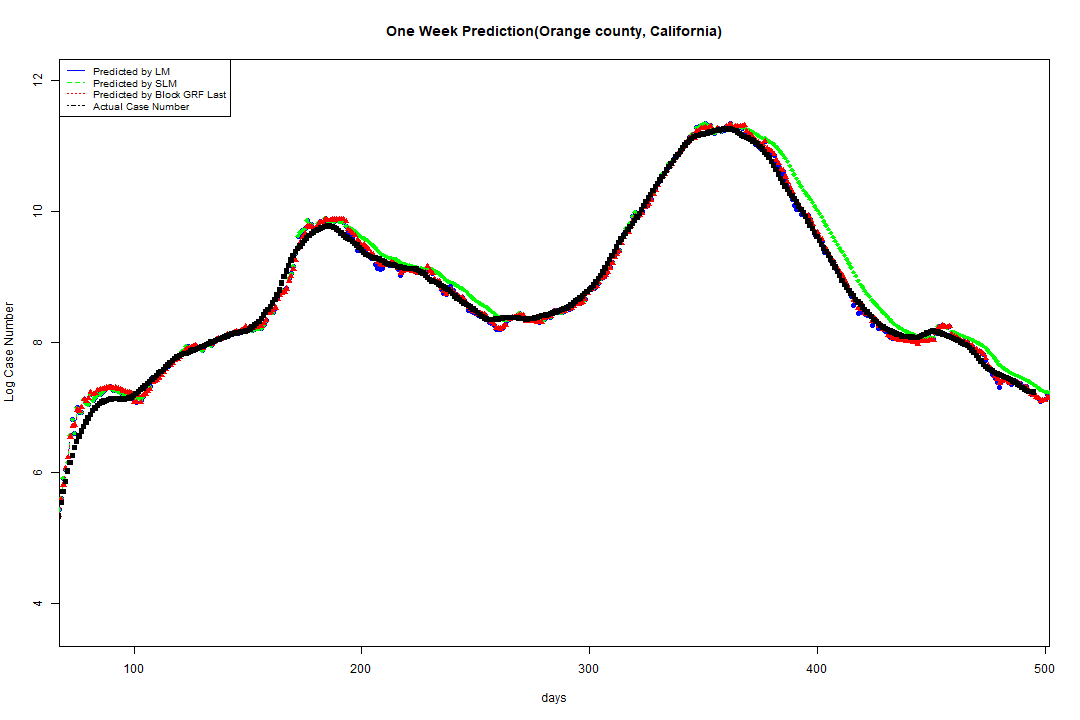 One Week Prediction(Orange county, California)
Predicted by LM
Predicted by SLM
Predicted by Block GRF Last
Actual Case Number
12
10
8
6
4
Log Case Number
100 200 300 400 500
days